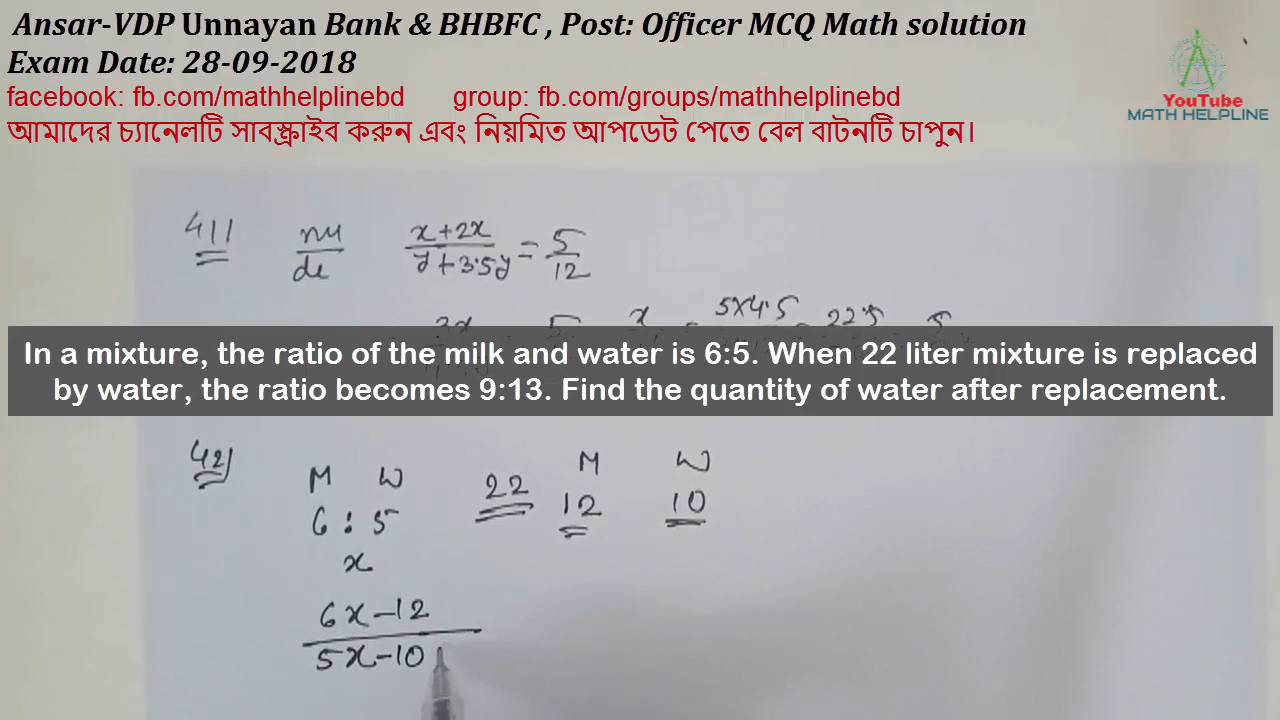 Ansar-VDP Unnayan Bank & BHBFC , Post: Officer MCQ Math solution
Exam Date: 28-09-2018
facebook: fb.com/mathhelplinebd group: fb.com/groups/mathhelplinebd
আমাদের চ্যানেলটি সাবস্ক্রাইব করুন এবং নিয়মিত আপডেট পেতে বেল বাটনটি চাপুন।
YouTube
MATH HELPLINE
41) nu/de (x+2x)/(y+3.5y) = 5/12
5x4.5 22.5
In a mixture, the ratio of the milk and water is 6:5. When 22 liter mixture is replaced
by water, the ratio becomes 9:13. Find the quantity of water after replacement.
42) M W 22 M W
6 : 5 12 10
x
6x-12
5x-10